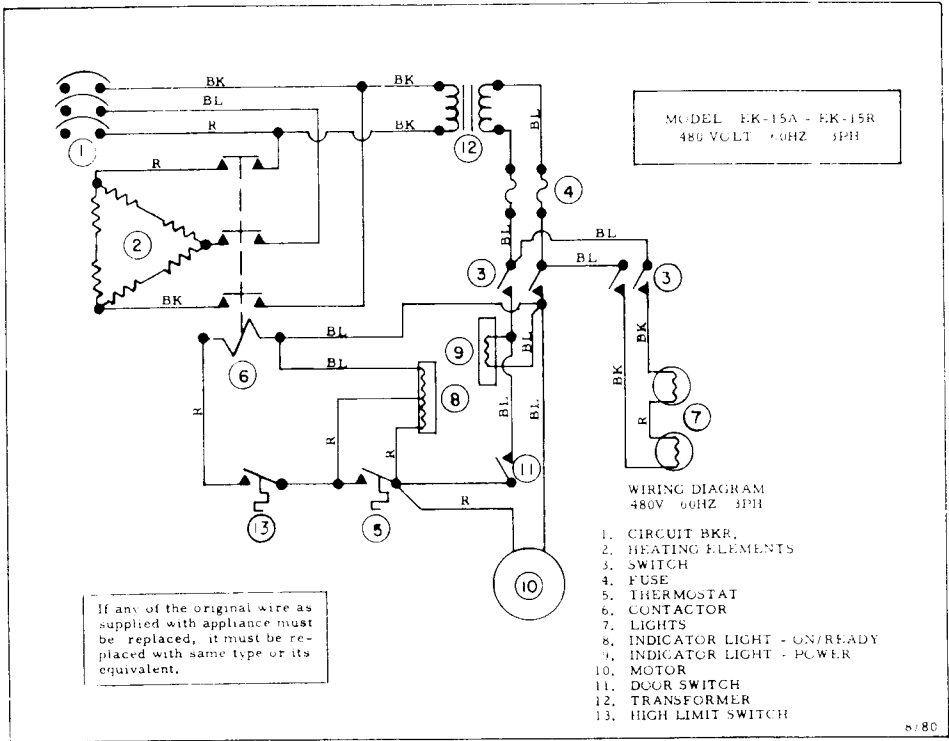 BK
BK
BL
R
BK
BL
1
12
MODEL EK-15A - EK-15R
480 VOLT 60HZ 3PH
R
4
2
BL
BL
3
BL
3
BK
BL
9
BK
6
BL
8
BK
R
7
R
R
R
BL
BL
11
R
13
5
WIRING DIAGRAM
480V 60HZ 3PH
10
1. CIRCUIT BKR.
2. HEATING ELEMENTS
3. SWITCH
4. FUSE
5. THERMOSTAT
6. CONTACTOR
7. LIGHTS
8. INDICATOR LIGHT - ON/READY
9. INDICATOR LIGHT - POWER
10. MOTOR
11. DOOR SWITCH
12. TRANSFORMER
13. HIGH LIMIT SWITCH
If any of the original wire as
supplied with appliance must
be replaced, it must be re-
placed with same type or its
equivalent.
8/80